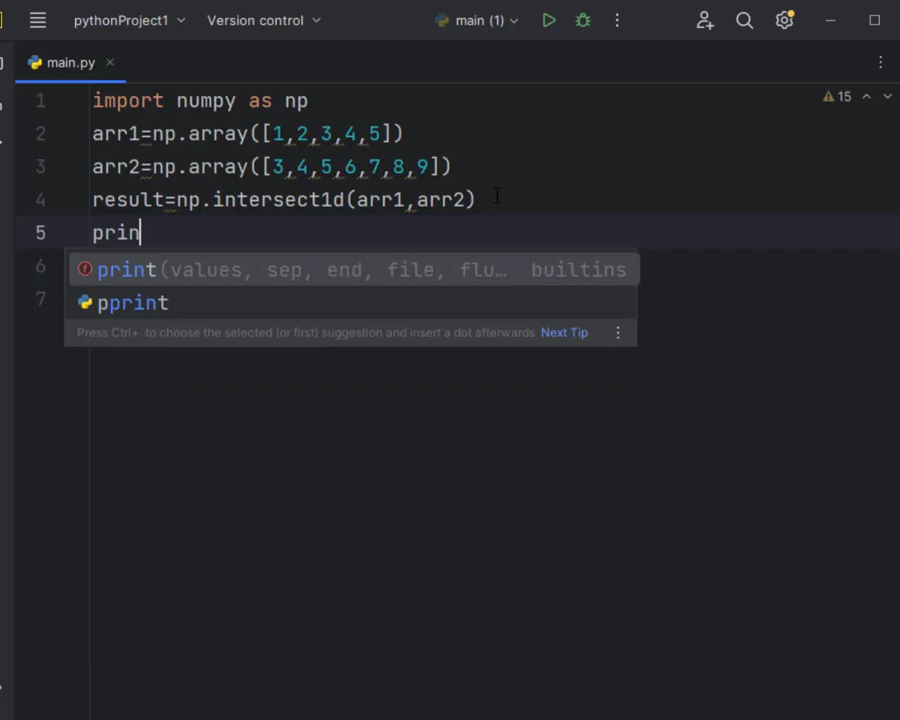 pythonProject1 Version control main (1)
main.py
1 import numpy as np
15
2 arr1=np.array([1,2,3,4,5])
3 arr2=np.array([3,4,5,6,7,8,9])
4 result=np.intersect1d(arr1,arr2)
5 prin
6 print(values, sep, end, file, flu... builtins
7 pprint
Press Ctrl+. to choose the selected (or first) suggestion and insert a dot afterwards Next Tip